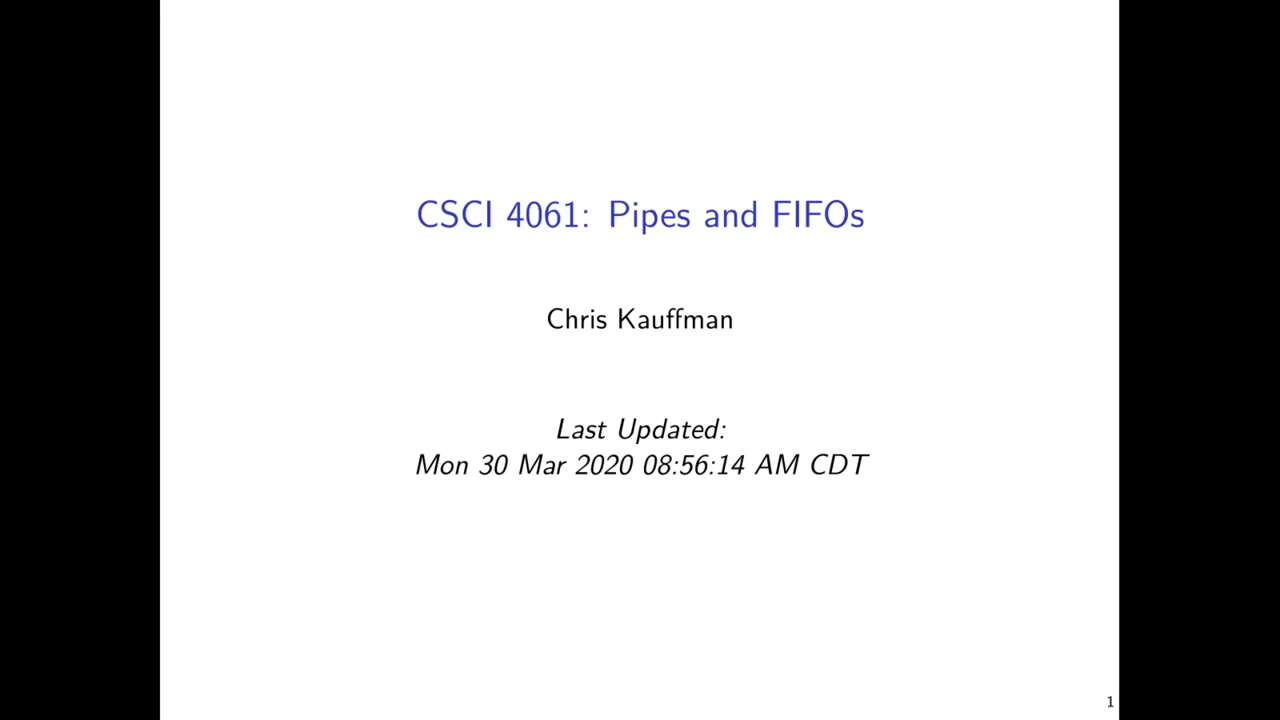 CSCI 4061: Pipes and FIFOs
Chris Kauffman
Last Updated:
Mon 30 Mar 2020 08:56:14 AM CDT
1